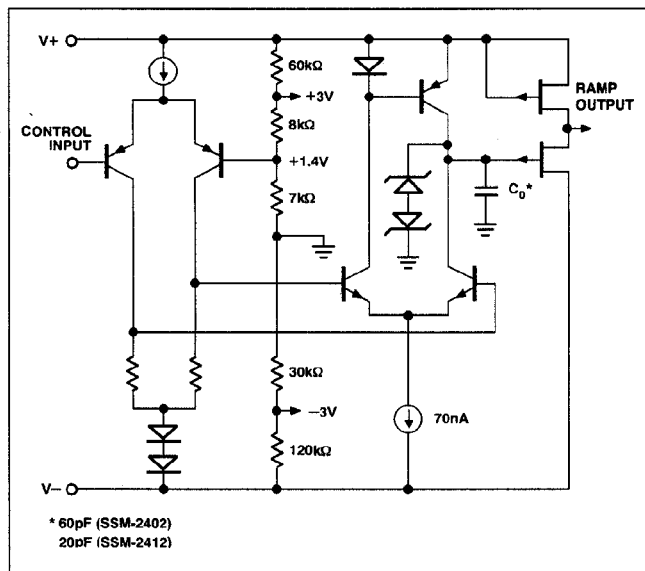 V+
60kΩ
+3V
RAMP
OUTPUT
CONTROL
INPUT
8kΩ
+1.4V
7kΩ
C₀*
30kΩ
−3V
70nA
120kΩ
V−
* 60pF (SSM-2402)
20pF (SSM-2412)